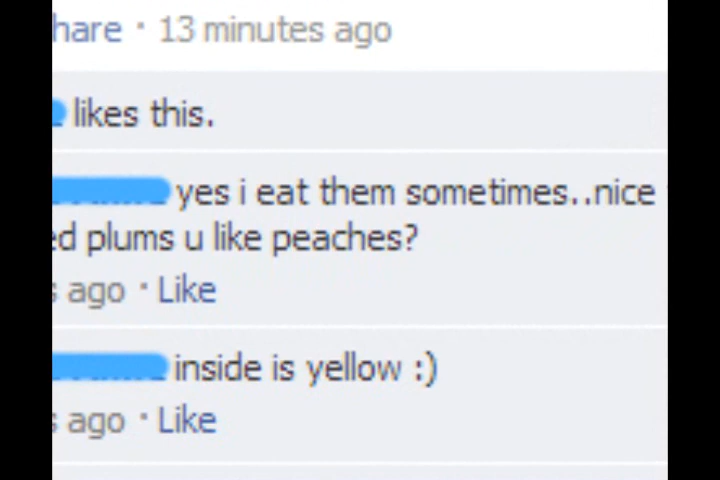 hare · 13 minutes ago
likes this.
yes i eat them sometimes..nice
ed plums u like peaches?
s ago · Like
inside is yellow :)
s ago · Like